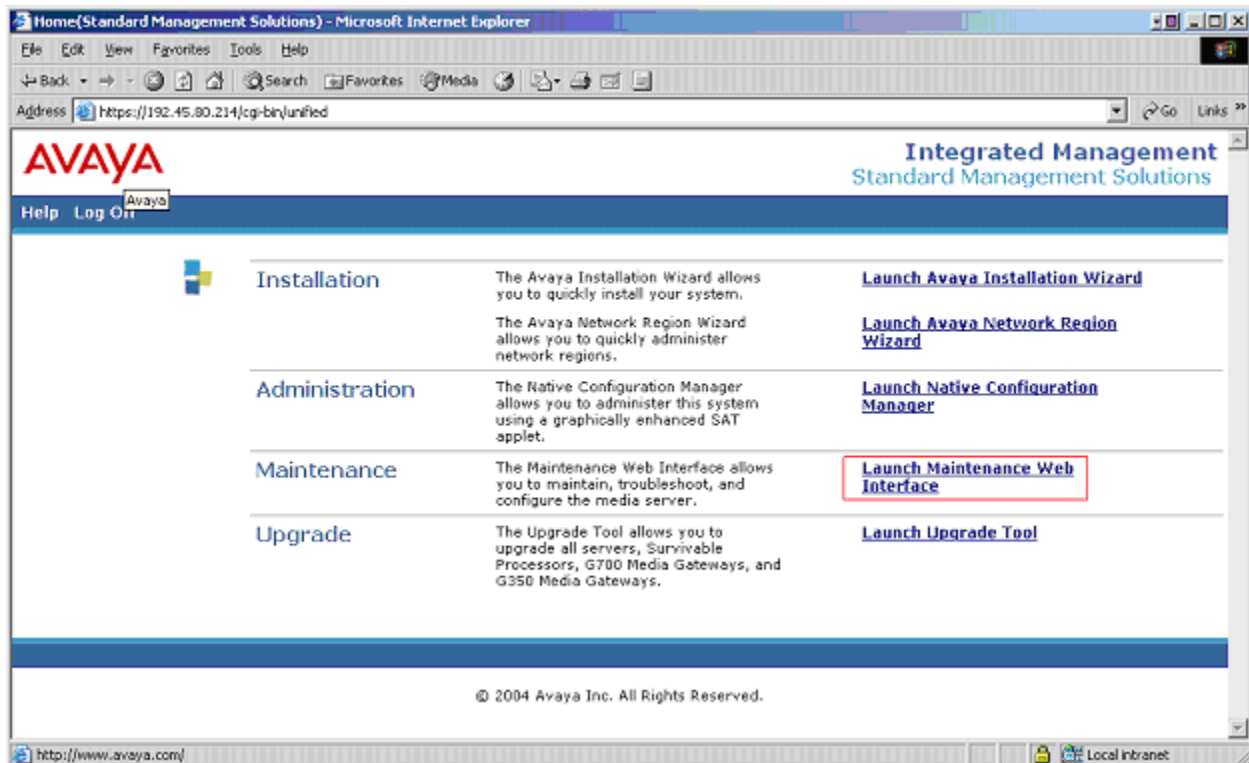 Home(Standard Management Solutions) - Microsoft Internet Explorer
File Edit View Favorites Tools Help
Back Search Favorites Media
Address https://192.45.80.214/cgi-bin/unified Go Links »
AVAYA
Integrated Management
Standard Management Solutions
Avaya
Help Log Off
Installation
The Avaya Installation Wizard allows
you to quickly install your system.
Launch Avaya Installation Wizard
The Avaya Network Region Wizard
allows you to quickly administer
network regions.
Launch Avaya Network Region
Wizard
Administration
The Native Configuration Manager
allows you to administer this system
using a graphically enhanced SAT
applet.
Launch Native Configuration
Manager
Maintenance
The Maintenance Web Interface allows
you to maintain, troubleshoot, and
configure the media server.
Launch Maintenance Web
Interface
Upgrade
The Upgrade Tool allows you to
upgrade all servers, Survivable
Processors, G700 Media Gateways, and
G350 Media Gateways.
Launch Upgrade Tool
© 2004 Avaya Inc. All Rights Reserved.
http://www.avaya.com/
Local intranet